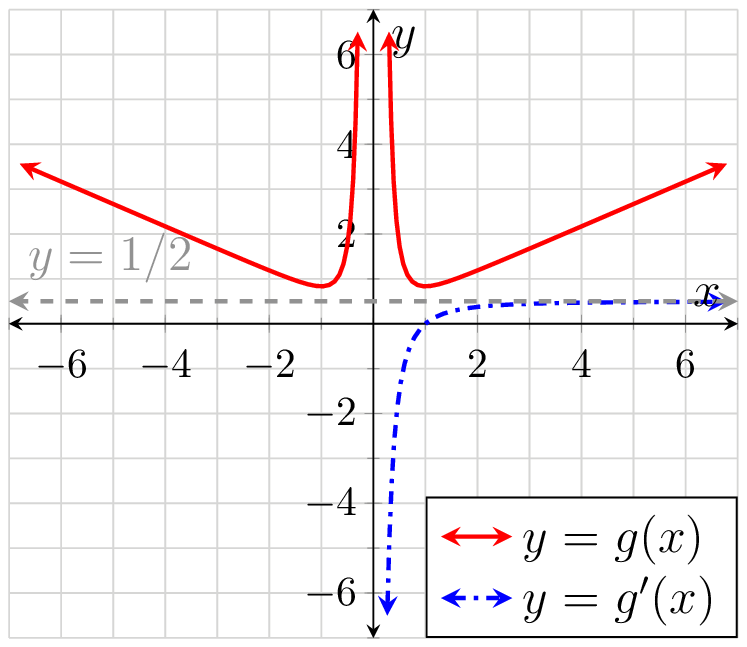 y
6
4
2
y = 1/2
x
−6 −4 −2 2 4 6
−2
−4
−6
y = g(x)
y = g′(x)